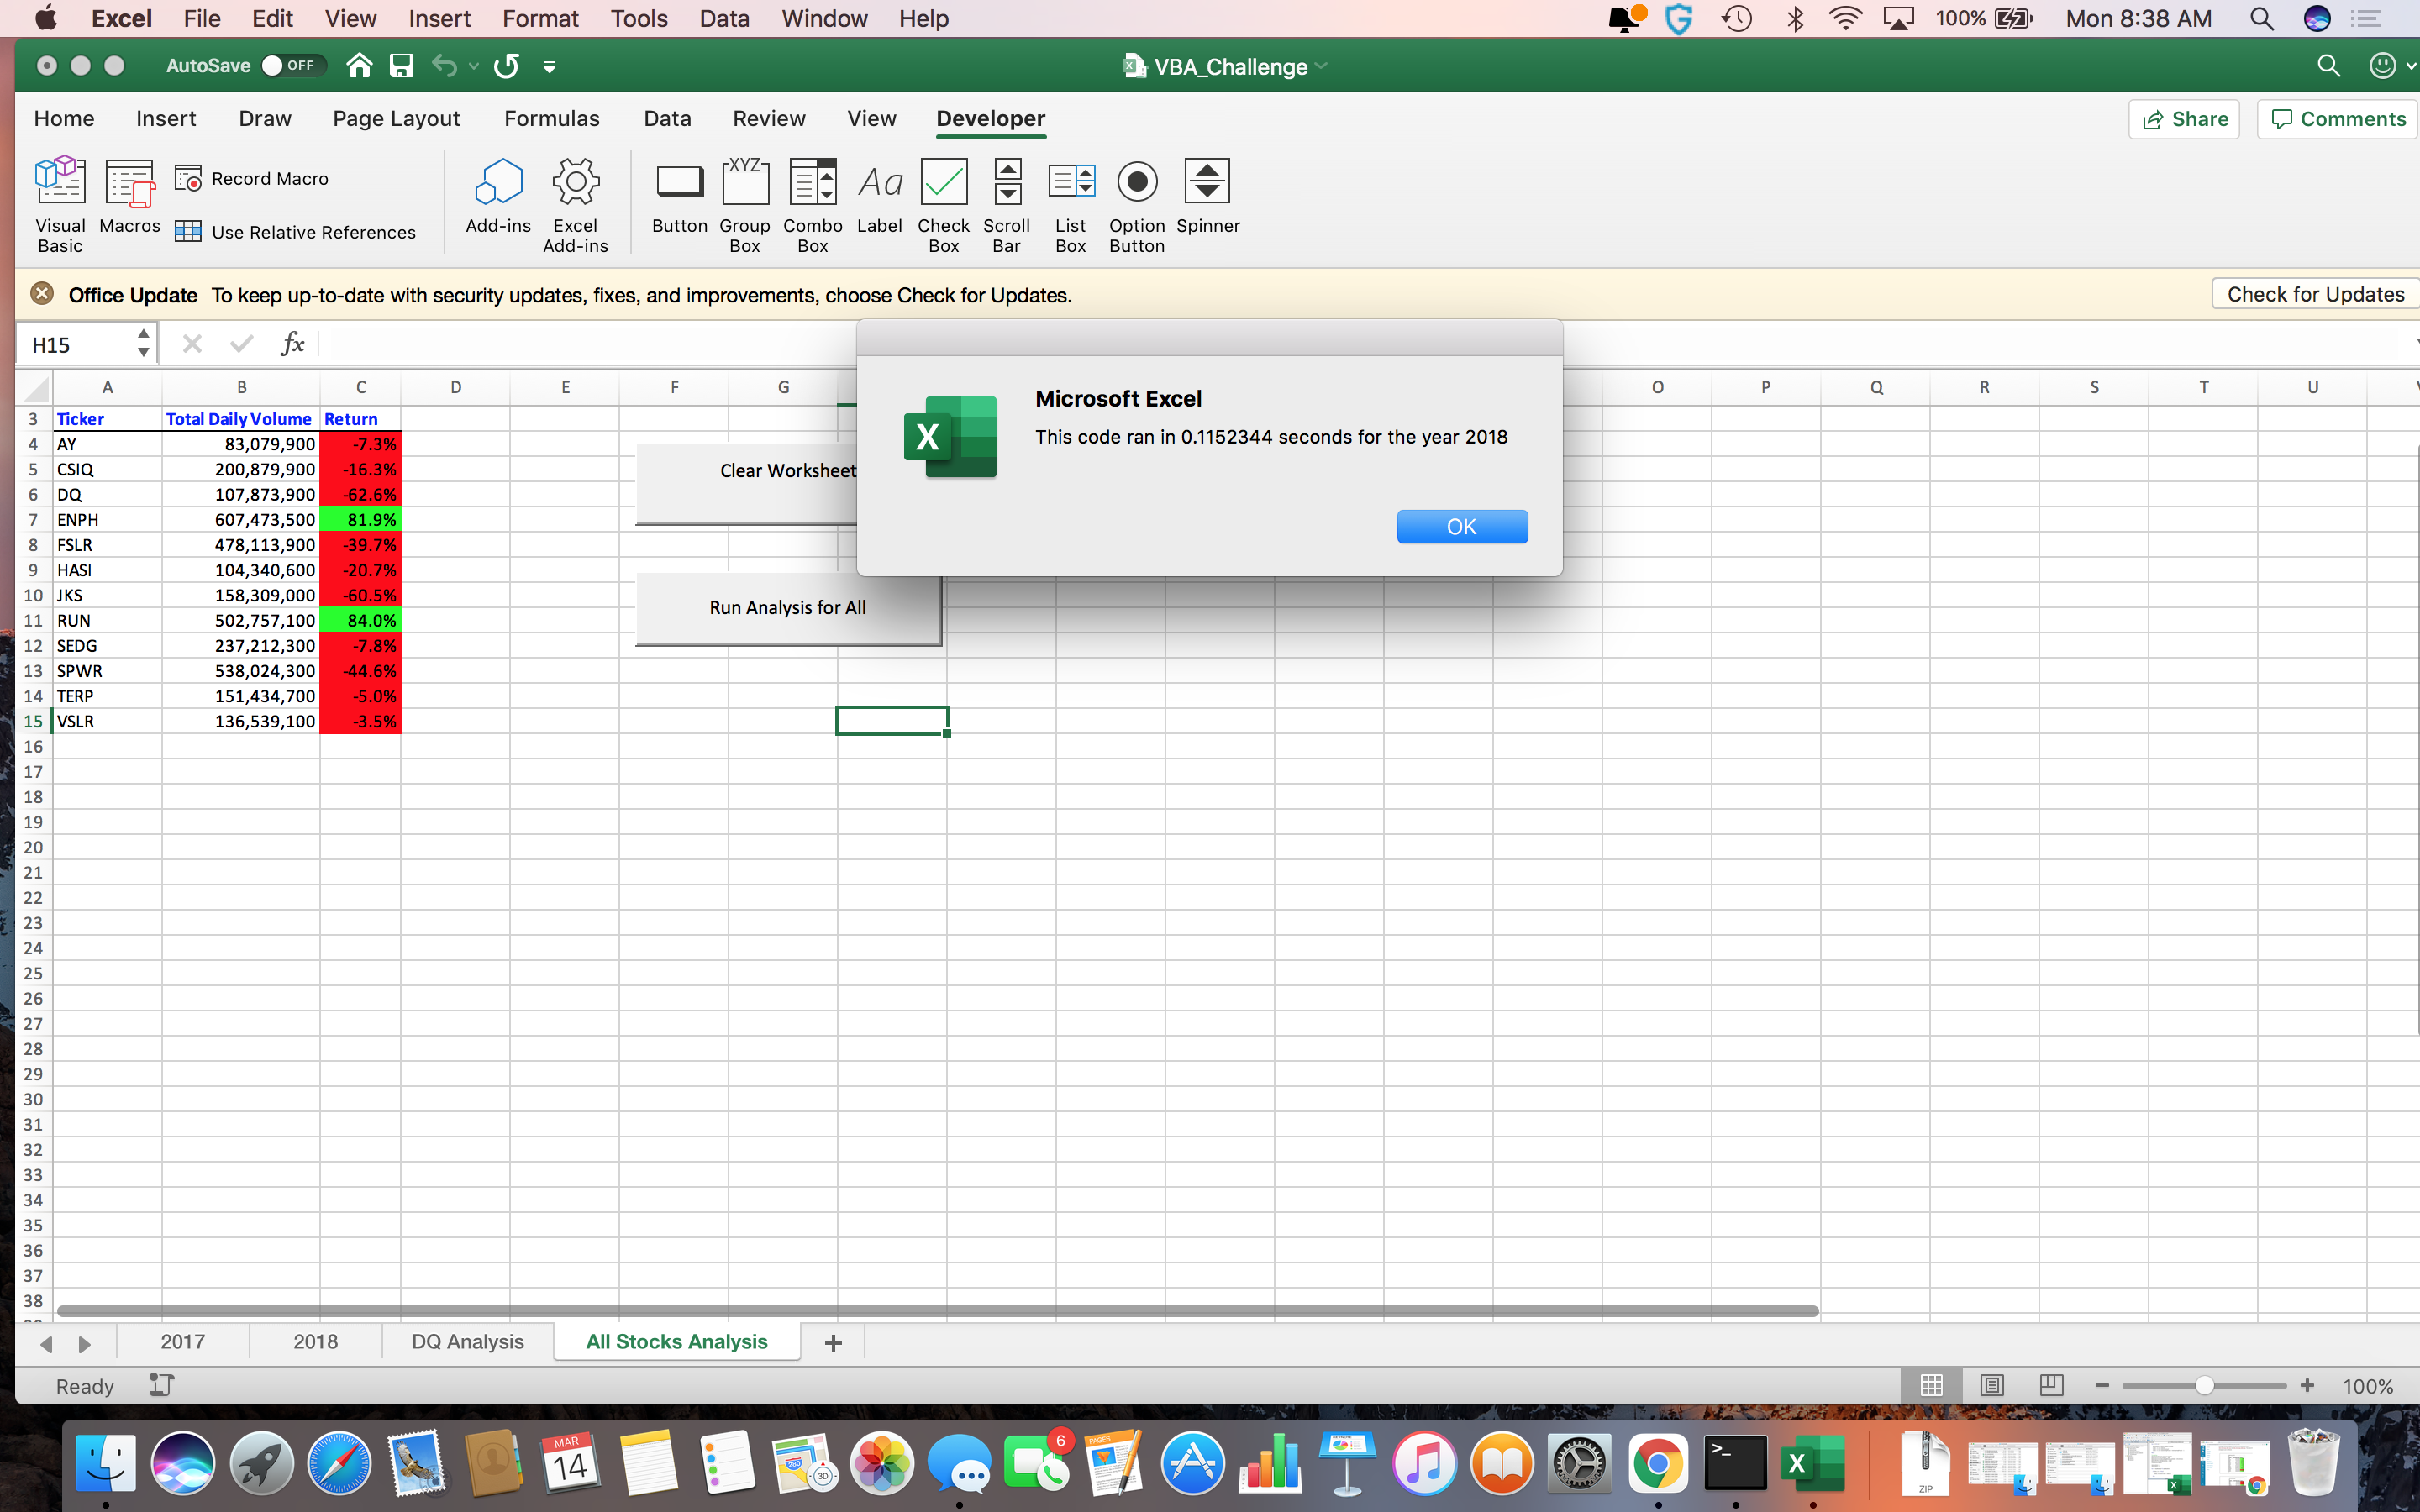 Excel File Edit View Insert Format Tools Data Window Help 100% Mon 8:38 AM
AutoSave OFF VBA_Challenge
Home Insert Draw Page Layout Formulas Data Review View Developer Share Comments
Visual Basic Macros Record Macro Use Relative References Add-ins Excel Add-ins Button XYZ Group Box Combo Box Aa Label Check Box Scroll Bar List Box Option Button Spinner
Office Update To keep up-to-date with security updates, fixes, and improvements, choose Check for Updates. Check for Updates
H15 fx
A B C D E F G O P Q R S T U
3 Ticker Total Daily Volume Return
4 AY 83,079,900 -7.3%
5 CSIQ 200,879,900 -16.3%
6 DQ 107,873,900 -62.6%
7 ENPH 607,473,500 81.9%
8 FSLR 478,113,900 -39.7%
9 HASI 104,340,600 -20.7%
10 JKS 158,309,000 -60.5%
11 RUN 502,757,100 84.0%
12 SEDG 237,212,300 -7.8%
13 SPWR 538,024,300 -44.6%
14 TERP 151,434,700 -5.0%
15 VSLR 136,539,100 -3.5%
16
17
18
19
20
21
22
23
24
25
26
27
28
29
30
31
32
33
34
35
36
37
38
Clear Worksheet
Run Analysis for All
Microsoft Excel
This code ran in 0.1152344 seconds for the year 2018
OK
2017 2018 DQ Analysis All Stocks Analysis +
Ready 100%
MAR 14 280 3D 6 PAGES >_ X ZIP